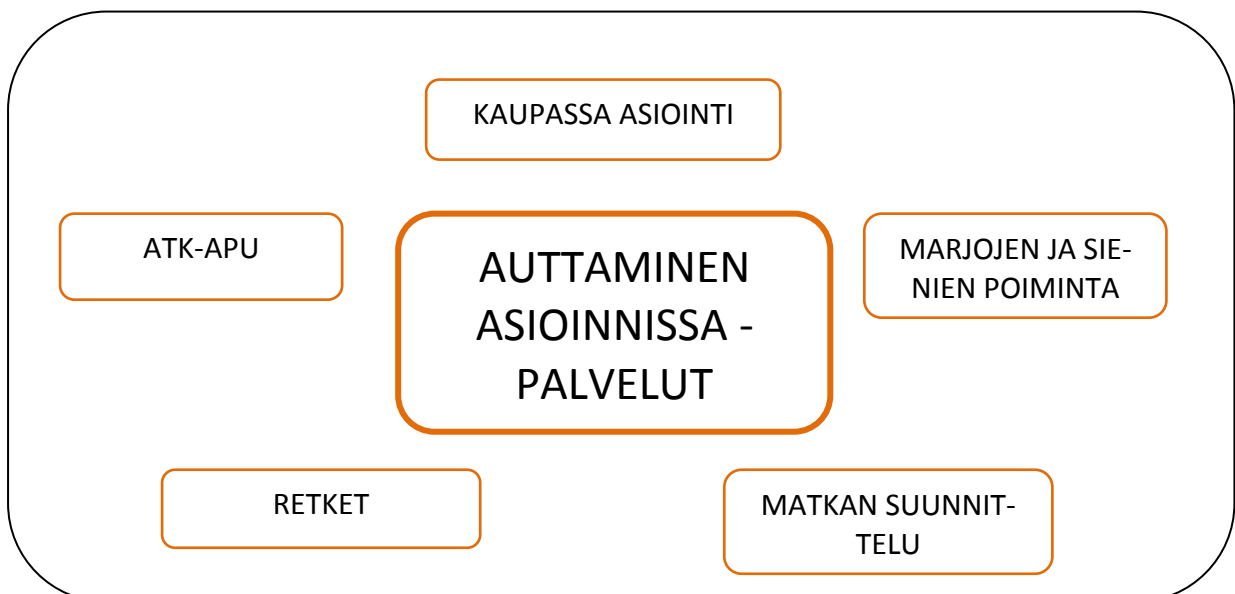 KAUPASSA ASIOINTI
ATK-APU
AUTTAMINEN
ASIOINNISSA -
PALVELUT
MARJOJEN JA SIE-
NIEN POIMINTA
RETKET
MATKAN SUUNNIT-
TELU